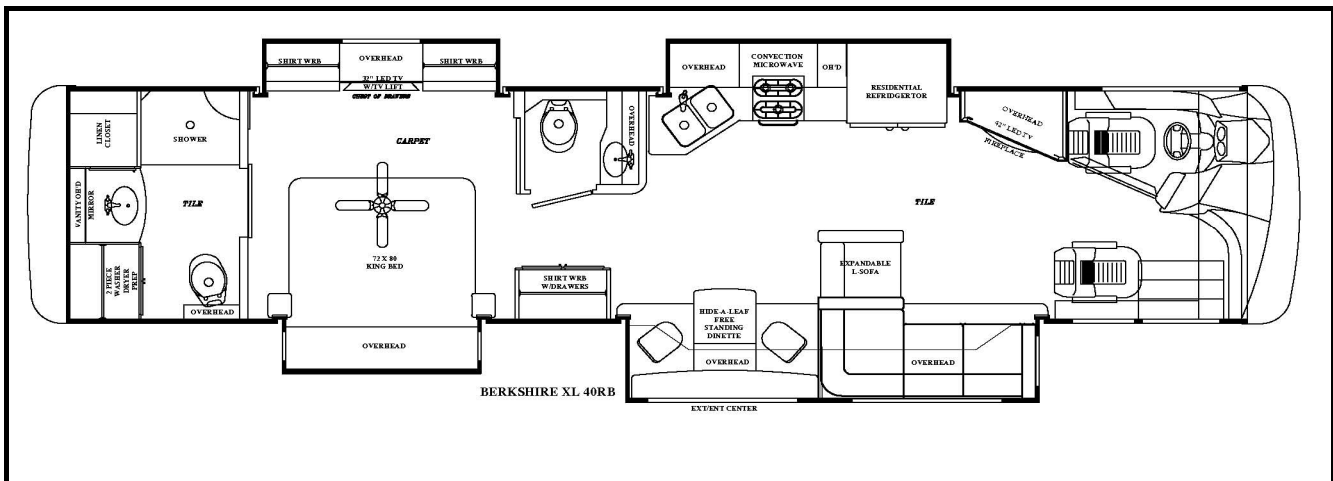 SHIRT WRB
OVERHEAD
SHIRT WRB
32" LED TV
W/TV LIFT
CHEST OF DRAWERS
OVERHEAD
CONVECTION
MICROWAVE
OH'D
RESIDENTIAL
REFRIDGERTOR
OVERHEAD
42" LED TV
FIREPLACE
LINEN
CLOSET
SHOWER
CARPET
OVERHEAD
VANITY OH'D
MIRROR
TILE
TILE
72 X 80
KING BED
2 PIECE
WASHER
DRYER
PREP
OVERHEAD
SHIRT WRB
W/DRAWERS
EXPANDABLE
L-SOFA
HIDE-A-LEAF
FREE
STANDING
DINETTE
OVERHEAD
OVERHEAD
OVERHEAD
BERKSHIRE XL 40RB
EXT/ENT CENTER